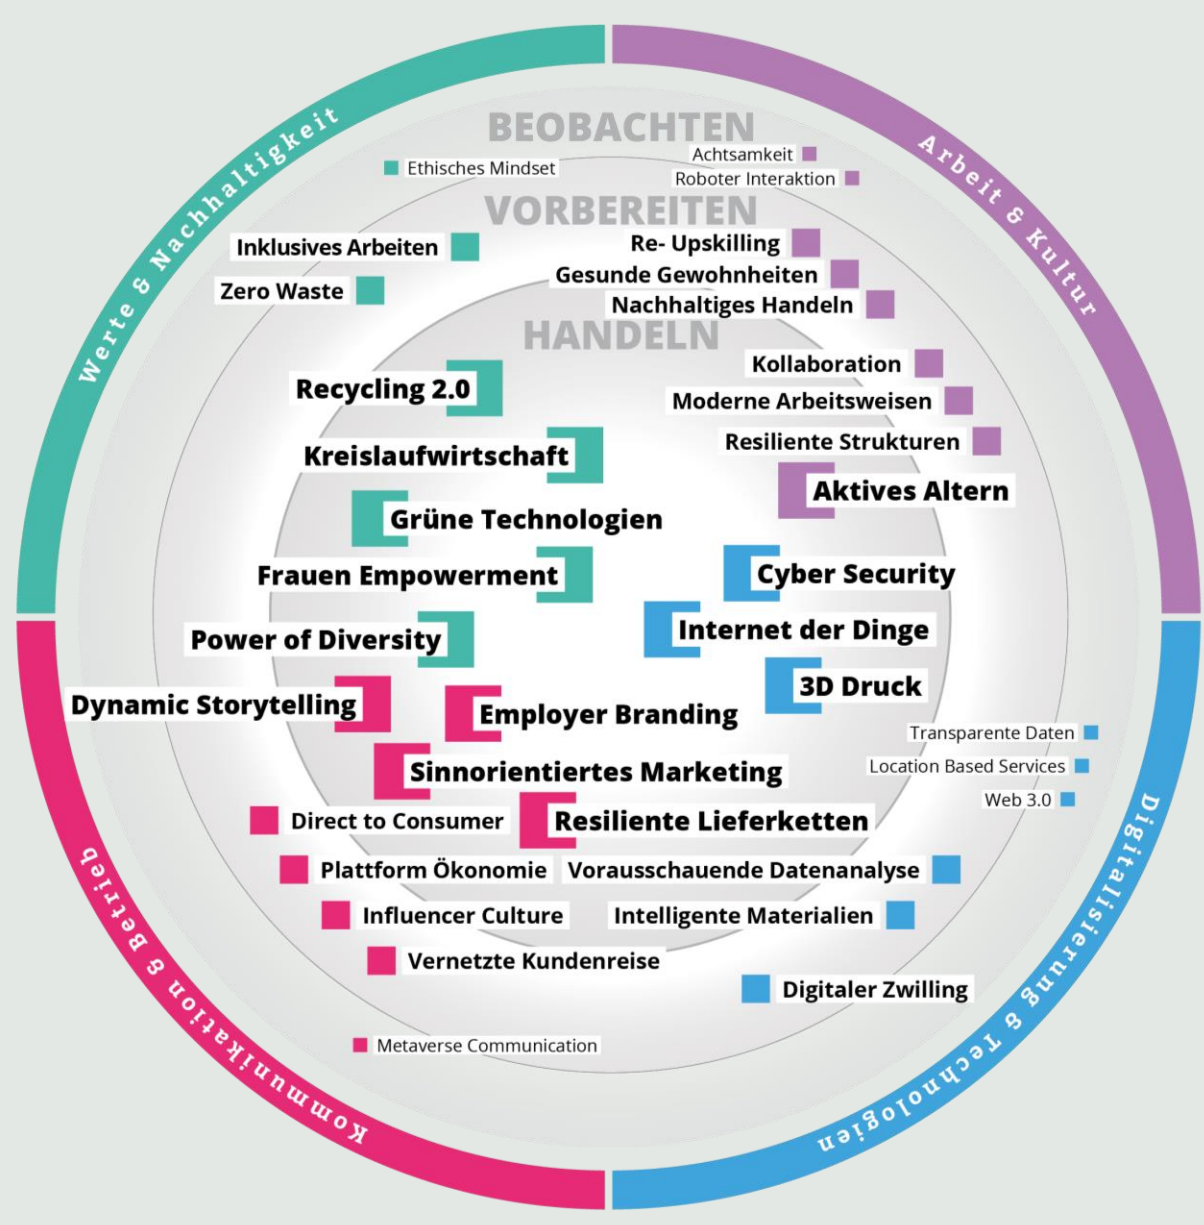 Werte & Nachhaltigkeit
Arbeit & Kultur
BEOBACHTEN
Achtsamkeit
Ethisches Mindset
Roboter Interaktion
VORBEREITEN
Inklusives Arbeiten
Re- Upskilling
Gesunde Gewohnheiten
Zero Waste
Nachhaltiges Handeln
HANDELN
Kollaboration
Recycling 2.0
Moderne Arbeitsweisen
Resiliente Strukturen
Kreislaufwirtschaft
Aktives Altern
Grüne Technologien
Frauen Empowerment
Cyber Security
Internet der Dinge
Power of Diversity
3D Druck
Dynamic Storytelling
Employer Branding
Transparente Daten
Location Based Services
Sinnorientiertes Marketing
Web 3.0
Direct to Consumer
Resiliente Lieferketten
Plattform Ökonomie
Vorausschauende Datenanalyse
Influencer Culture
Intelligente Materialien
Vernetzte Kundenreise
Digitaler Zwilling
Metaverse Communication
Kommunikation & Betrieb
Digitalisierung & Technologien